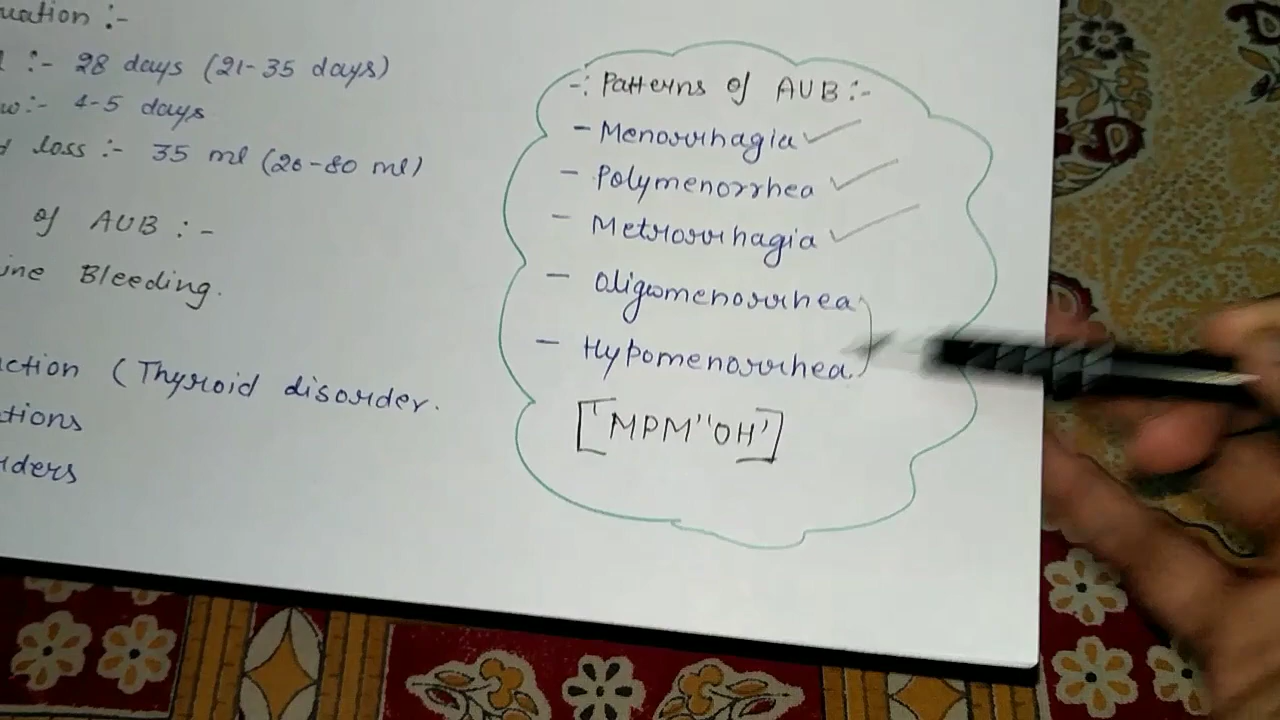 uation :-
:- 28 days (21-35 days)
:- 4-5 days
loss :- 35 ml (20-80 ml)
of AUB :-
ine Bleeding.
ction (Thyroid disorder.
tions
ders
-: Patterns of AUB :-
- Menorrhagia
- Polymenorrhea
- Metrorrhagia
- Oligomenorrhea
- Hypomenorrhea
["MPM" "OH"]